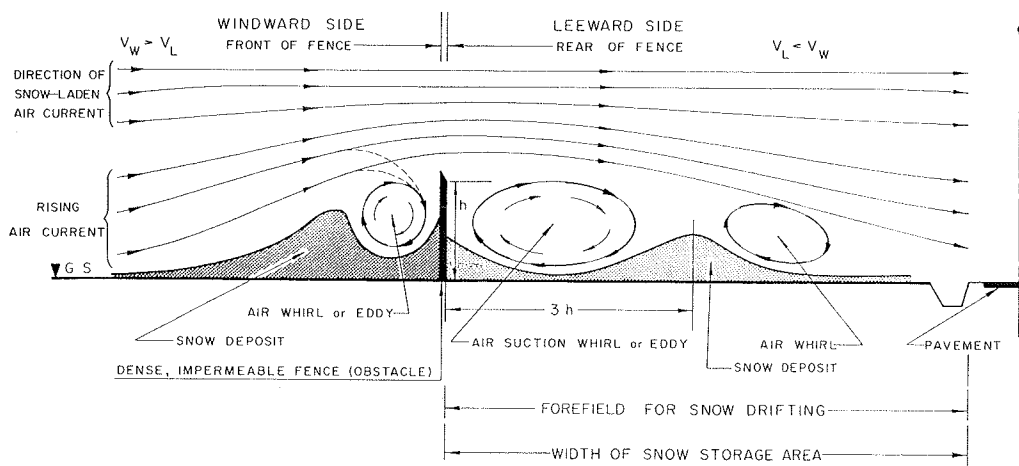 WINDWARD SIDE
LEEWARD SIDE
V_W > V_L
FRONT OF FENCE
REAR OF FENCE
V_L < V_W
DIRECTION OF
SNOW-LADEN
AIR CURRENT
RISING
AIR CURRENT
h
G S
3 h
AIR WHIRL or EDDY
SNOW DEPOSIT
AIR SUCTION WHIRL or EDDY
AIR WHIRL
PAVEMENT
SNOW DEPOSIT
DENSE, IMPERMEABLE FENCE (OBSTACLE)
FOREFIELD FOR SNOW DRIFTING
WIDTH OF SNOW STORAGE AREA